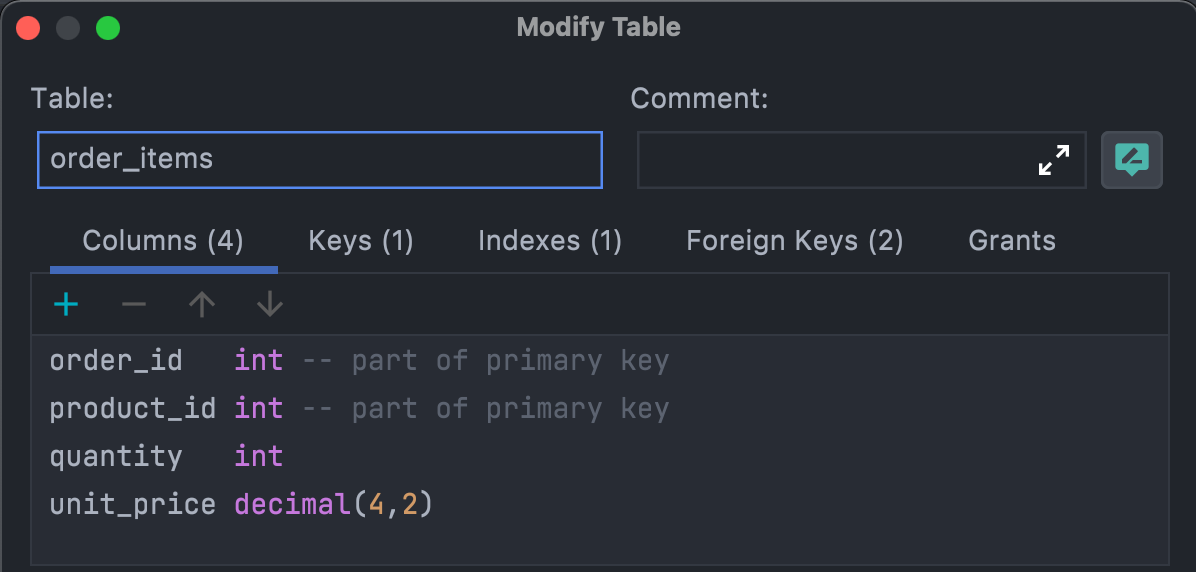 Modify Table
Table: Comment:
order_items
Columns (4) Keys (1) Indexes (1) Foreign Keys (2) Grants
order_id int -- part of primary key
product_id int -- part of primary key
quantity int
unit_price decimal(4,2)